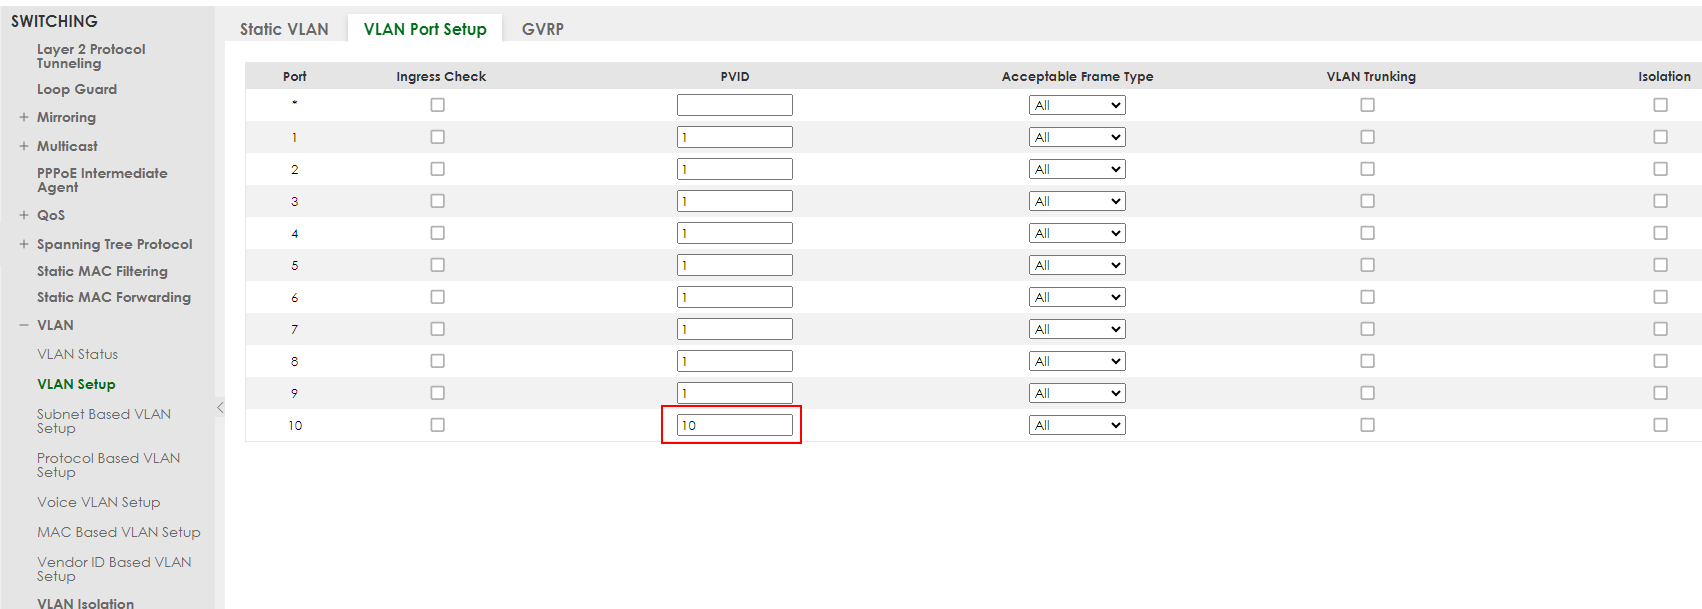 SWITCHING
Layer 2 Protocol
Tunneling
Loop Guard
+ Mirroring
+ Multicast
PPPoE Intermediate
Agent
+ QoS
+ Spanning Tree Protocol
Static MAC Filtering
Static MAC Forwarding
− VLAN
VLAN Status
VLAN Setup
Subnet Based VLAN
Setup
Protocol Based VLAN
Setup
Voice VLAN Setup
MAC Based VLAN Setup
Vendor ID Based VLAN
Setup
VLAN Isolation
Static VLAN VLAN Port Setup GVRP
Port Ingress Check PVID Acceptable Frame Type VLAN Trunking Isolation
* All
1 1 All
2 1 All
3 1 All
4 1 All
5 1 All
6 1 All
7 1 All
8 1 All
9 1 All
10 10 All